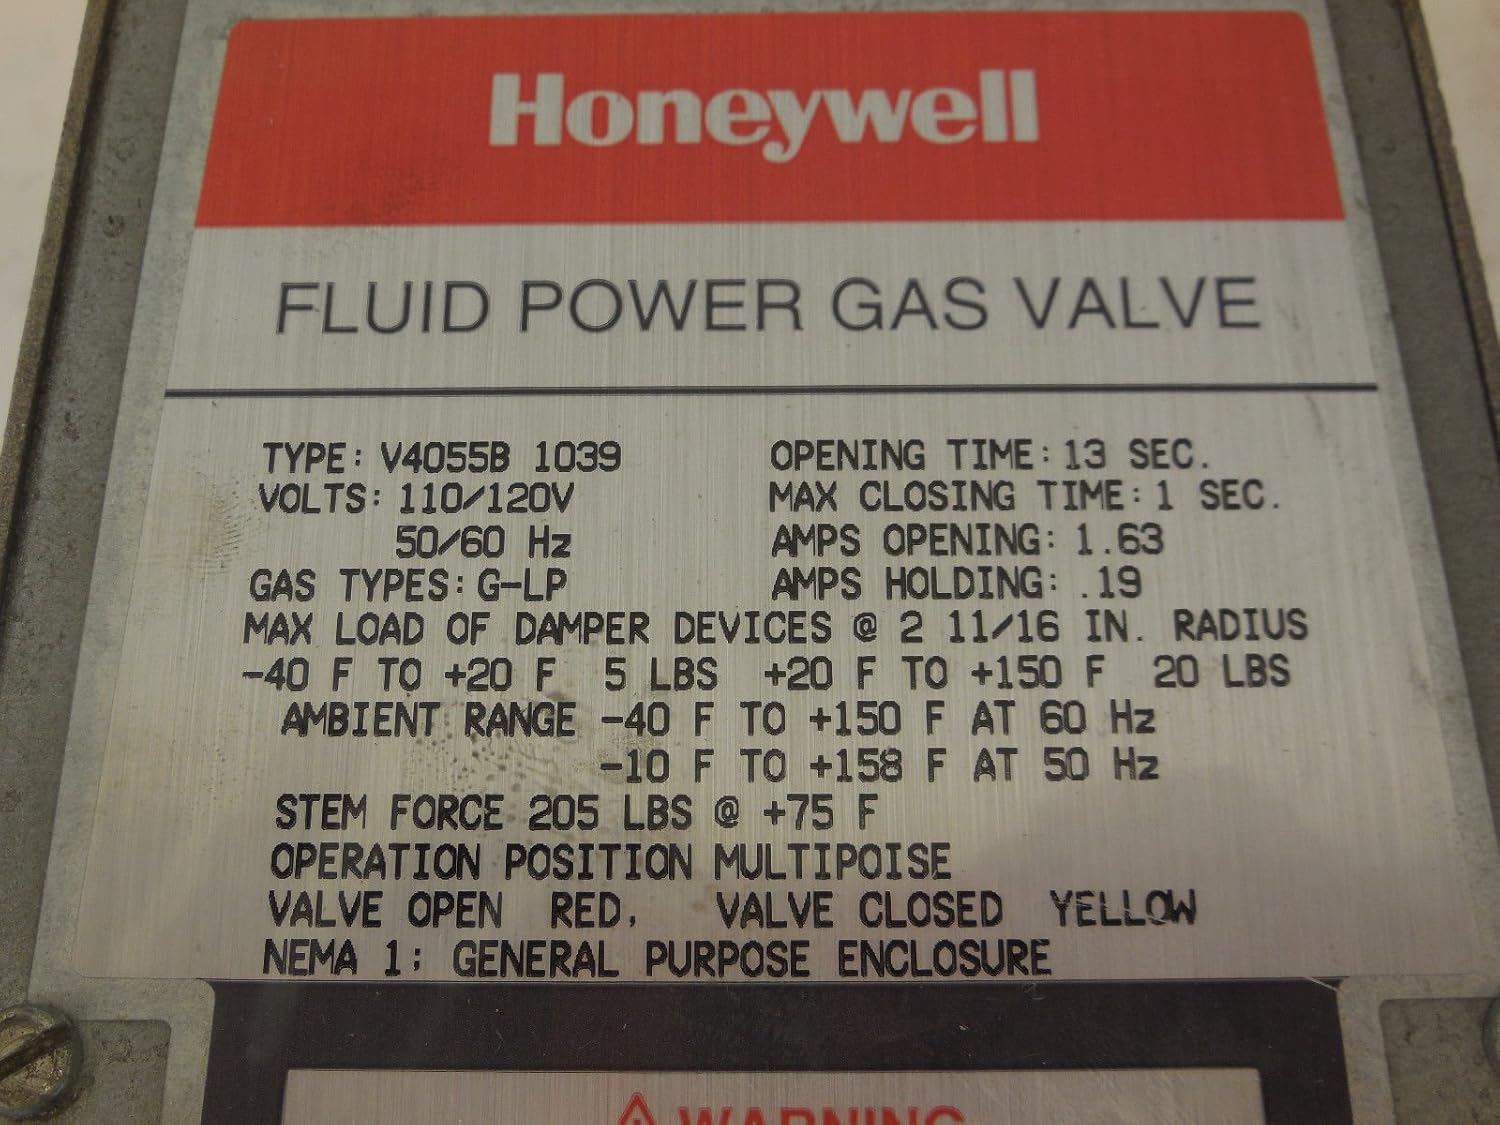 Honeywell
FLUID POWER GAS VALVE
TYPE: V4055B 1039 OPENING TIME: 13 SEC.
VOLTS: 110/120V MAX CLOSING TIME: 1 SEC.
50/60 Hz AMPS OPENING: 1.63
GAS TYPES: G-LP AMPS HOLDING: .19
MAX LOAD OF DAMPER DEVICES @ 2 11/16 IN. RADIUS
-40 F TO +20 F 5 LBS +20 F TO +150 F 20 LBS
AMBIENT RANGE -40 F TO +150 F AT 60 Hz
-10 F TO +158 F AT 50 Hz
STEM FORCE 205 LBS @ +75 F
OPERATION POSITION MULTIPOISE
VALVE OPEN RED, VALVE CLOSED YELLOW
NEMA 1; GENERAL PURPOSE ENCLOSURE
WARNING